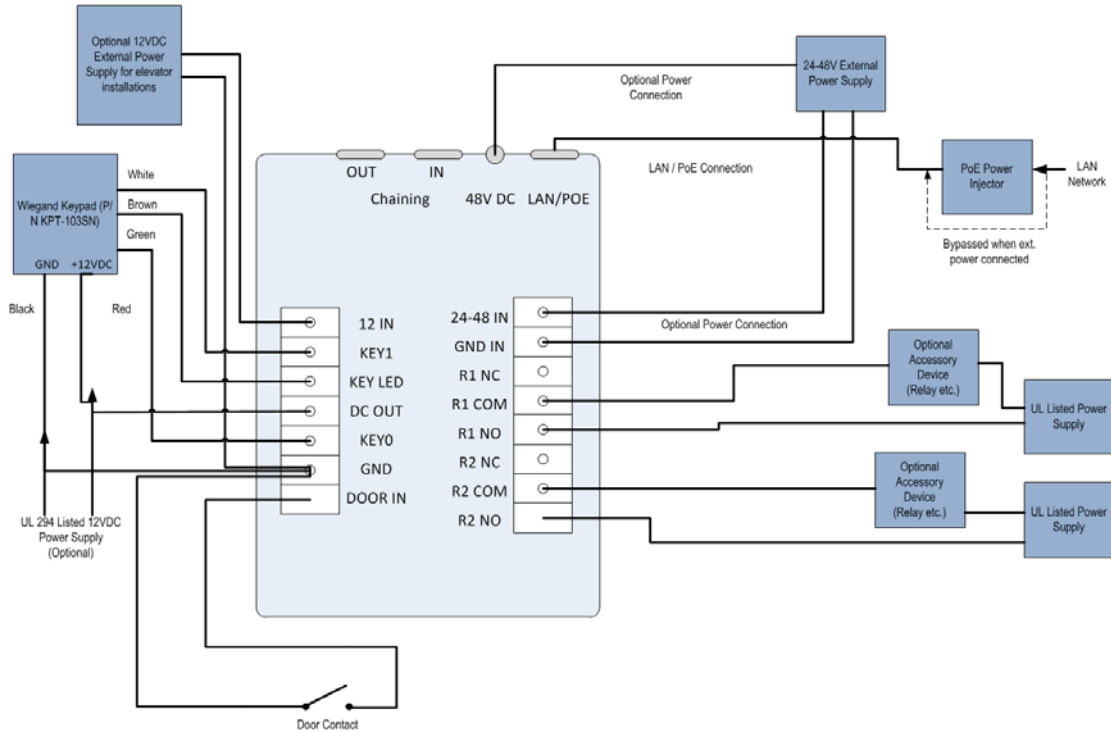 Optional 12VDC
External Power
Supply for elevator
installations
24-48V External
Power Supply
Optional Power
Connection
OUT
IN
Chaining
48V DC
LAN/POE
LAN / PoE Connection
PoE Power
Injector
LAN
Network
Bypassed when ext.
power connected
Wiegand Keypad (P/
N KPT-103SN)
GND
+12VDC
White
Brown
Green
Black
Red
12 IN
KEY1
KEY LED
DC OUT
KEY0
GND
DOOR IN
24-48 IN
GND IN
R1 NC
R1 COM
R1 NO
R2 NC
R2 COM
R2 NO
Optional Power Connection
Optional
Accessory
Device
(Relay etc.)
UL Listed Power
Supply
Optional
Accessory
Device
(Relay etc.)
UL Listed Power
Supply
UL 294 Listed 12VDC
Power Supply
(Optional)
Door Contact